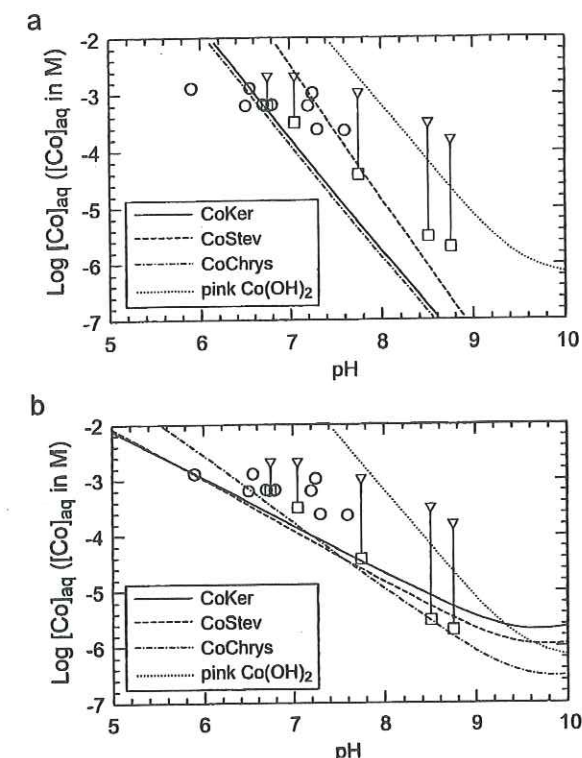 a
-2
-3
-4
-5
-6
-7
Log [Co]aq ([Co]aq in M)
CoKer
CoStev
CoChrys
pink Co(OH)2
5 6 7 8 9 10
pH
b
-2
-3
-4
-5
-6
-7
Log [Co]aq ([Co]aq in M)
CoKer
CoStev
CoChrys
pink Co(OH)2
5 6 7 8 9 10
pH